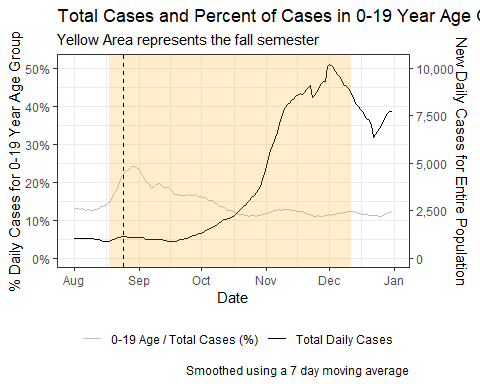 Total Cases and Percent of Cases in 0-19 Year Age G
Yellow Area represents the fall semester
% Daily Cases for 0-19 Year Age Group
50%
40%
30%
20%
10%
0%
10,000
7,500
5,000
2,500
0
New Daily Cases for Entire Population
Aug Sep Oct Nov Dec Jan
Date
0-19 Age / Total Cases (%) Total Daily Cases
Smoothed using a 7 day moving average